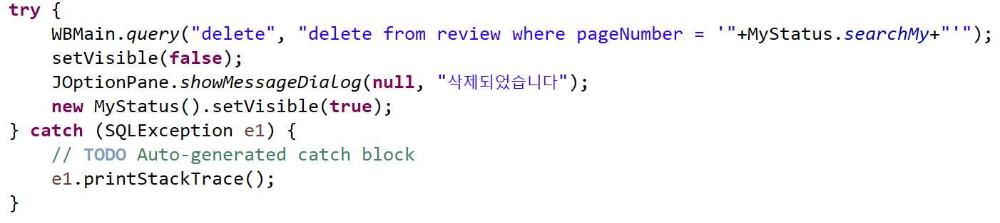 try {
    WBMain.query("delete", "delete from review where pageNumber = '"+MyStatus.searchMy+"'");
    setVisible(false);
    JOptionPane.showMessageDialog(null, "삭제되었습니다");
    new MyStatus().setVisible(true);
} catch (SQLException e1) {
    // TODO Auto-generated catch block
    e1.printStackTrace();
}